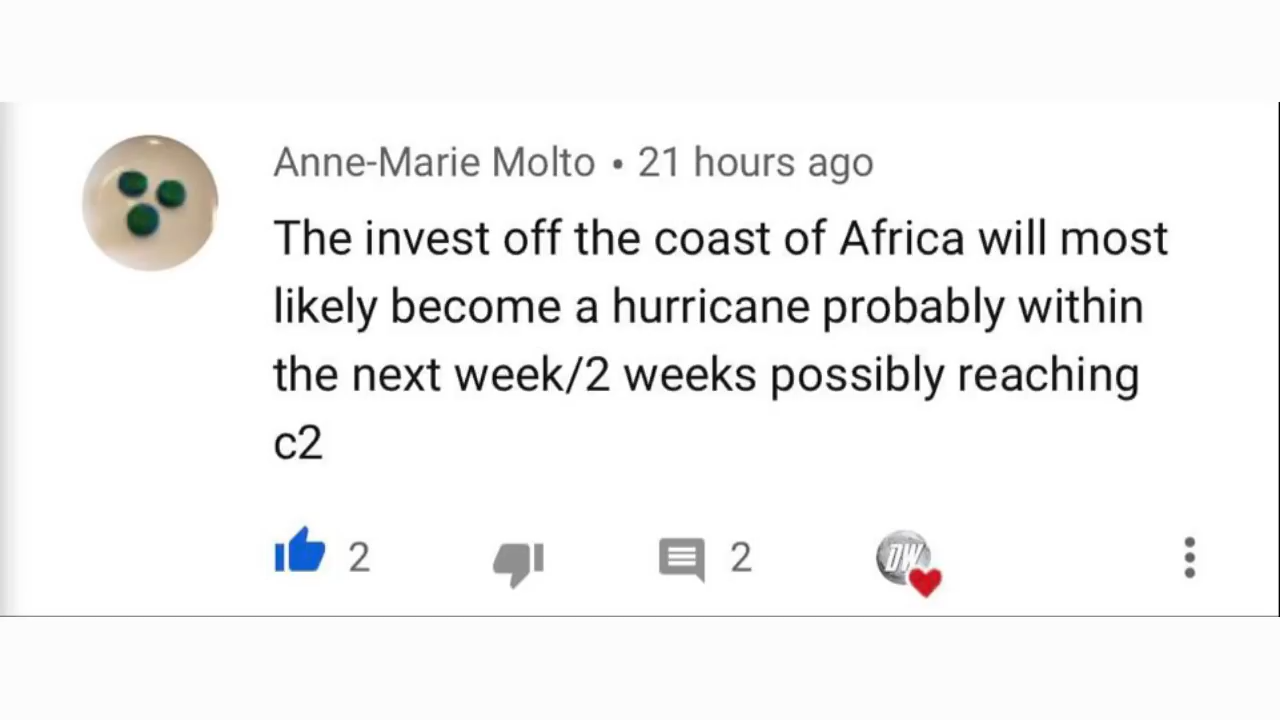 Anne-Marie Molto • 21 hours ago
The invest off the coast of Africa will most
likely become a hurricane probably within
the next week/2 weeks possibly reaching
c2
2 2 DW